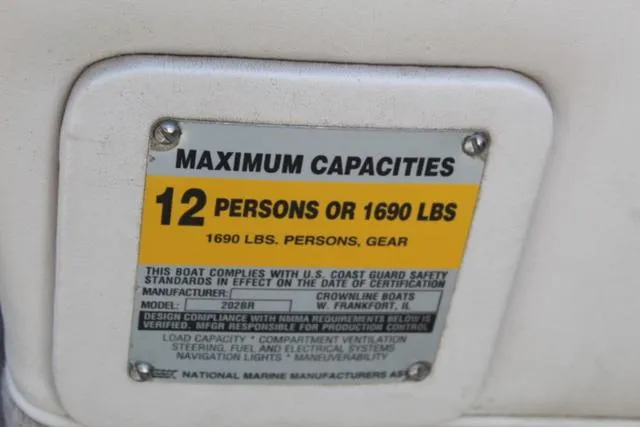 MAXIMUM CAPACITIES
12 PERSONS OR 1690 LBS
1690 LBS. PERSONS, GEAR
THIS BOAT COMPLIES WITH U.S. COAST GUARD SAFETY
STANDARDS IN EFFECT ON THE DATE OF CERTIFICATION
MANUFACTURER: CROWNLINE BOATS
MODEL: 202BR W. FRANKFORT, IL
DESIGN COMPLIANCE WITH NMMA REQUIREMENTS BELOW IS
VERIFIED. MFGR RESPONSIBLE FOR PRODUCTION CONTROL
LOAD CAPACITY * COMPARTMENT VENTILATION
STEERING, FUEL AND ELECTRICAL SYSTEMS
NAVIGATION LIGHTS * MANEUVERABILITY
NATIONAL MARINE MANUFACTURERS